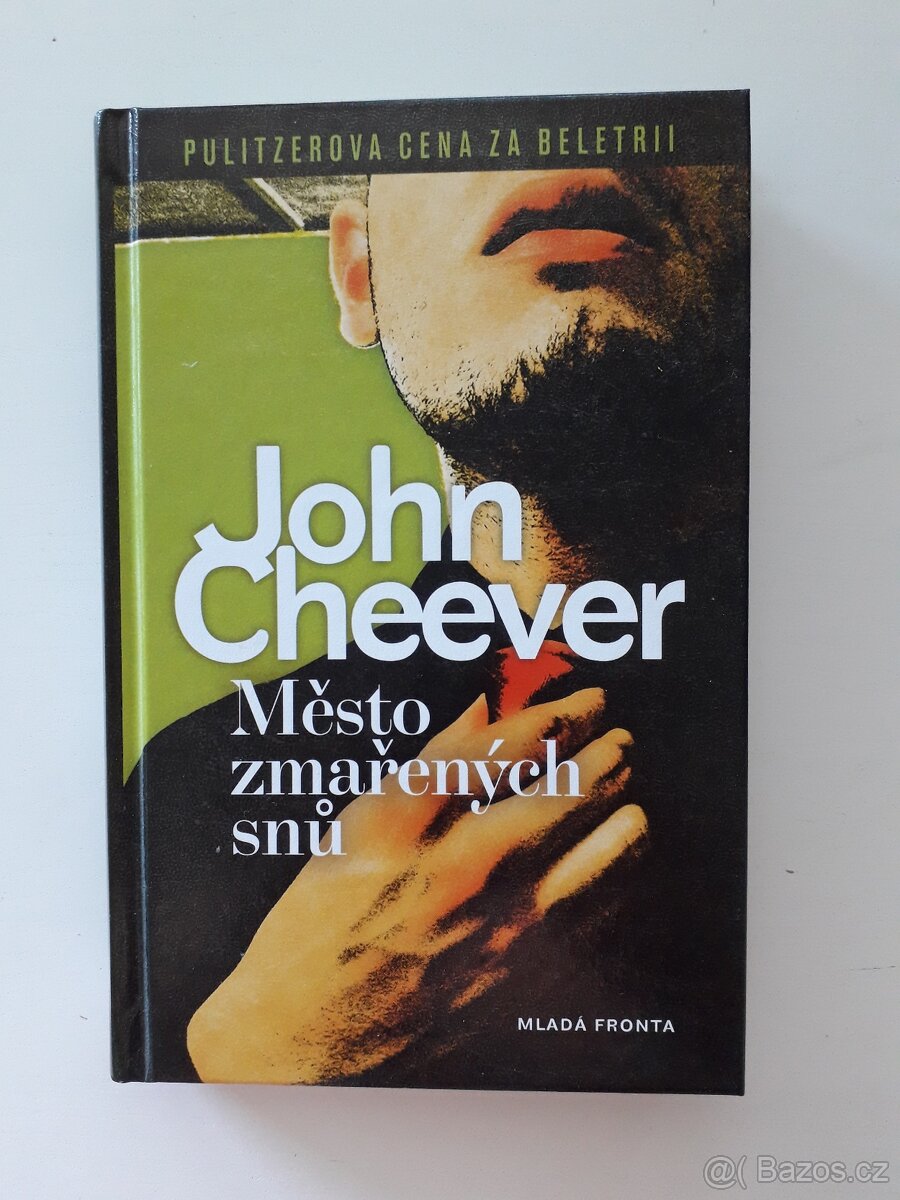 PULITZEROVA CENA ZA BELETRII
John
Cheever
Město
zmařených
snů
MLADÁ FRONTA
@( Bazos.cz